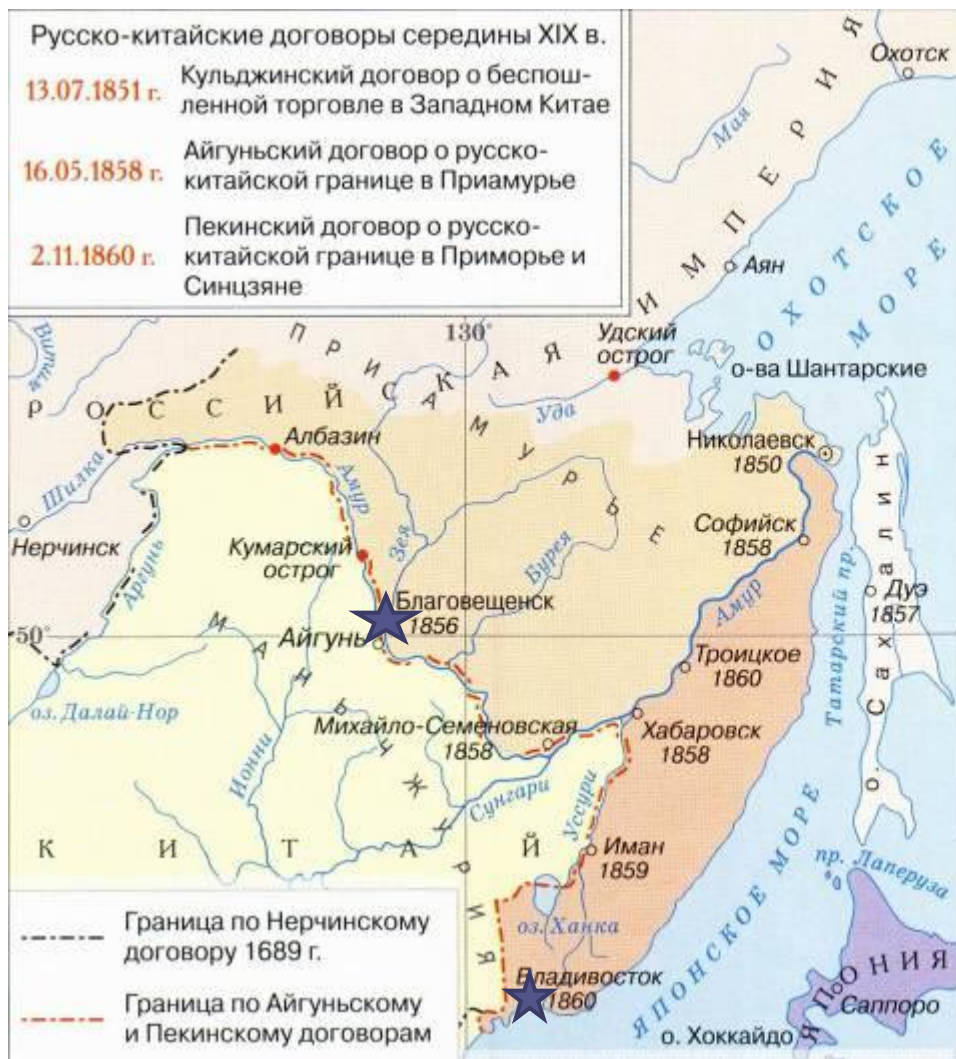 Русско-китайские договоры середины XIX в.
13.07.1851 г. Кульджинский договор о беспош-
ленной торговле в Западном Китае
16.05.1858 г. Айгуньский договор о русско-
китайской границе в Приамурье
2.11.1860 г. Пекинский договор о русско-
китайской границе в Приморье и
Синцзяне
Охотск
Мая
Аян
ОХОТСКОЕ
МОРЕ
130°
Удский
острог
о-ва Шантарские
РОССИЙСКАЯ ИМПЕРИЯ
ПРИАМУРЬЕ
Уда
Албазин
Николаевск
1850
Шилка
Амур
Зея
Софийск
1858
Нерчинск
Аргунь
Кумарский
острог
Бурея
Амур
Татарский пр.
о. Сахалин
Дуэ
1857
Благовещенск
1856
50°
Айгунь
МАНЬЧЖУРИЯ
Троицкое
1860
оз. Далай-Нор
Михайло-Семеновская
1858
Хабаровск
1858
Ионни
Сунгари
Уссури
КИТАЙ
Иман
1859
пр. Лаперуза
оз. Ханка
ЯПОНСКОЕ МОРЕ
Владивосток
1860
ЯПОНИЯ
Саппоро
о. Хоккайдо
Граница по Нерчинскому
договору 1689 г.
Граница по Айгуньскому
и Пекинскому договорам